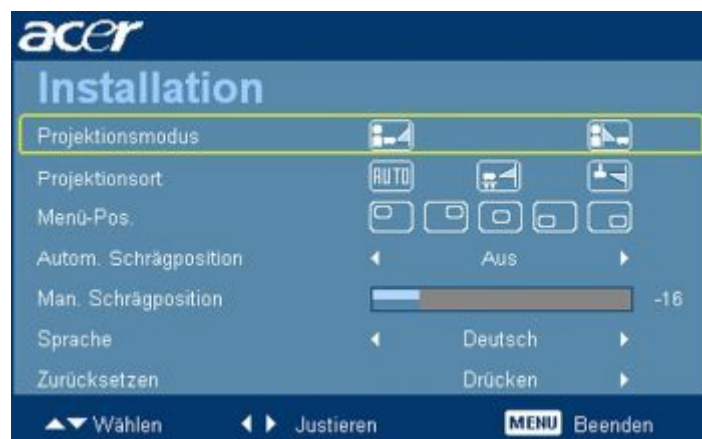 acer
Installation
Projektionsmodus
Projektionsort AUTO
Menü-Pos.
Autom. Schrägposition Aus
Man. Schrägposition -16
Sprache Deutsch
Zurücksetzen Drücken
Wählen Justieren MENU Beenden